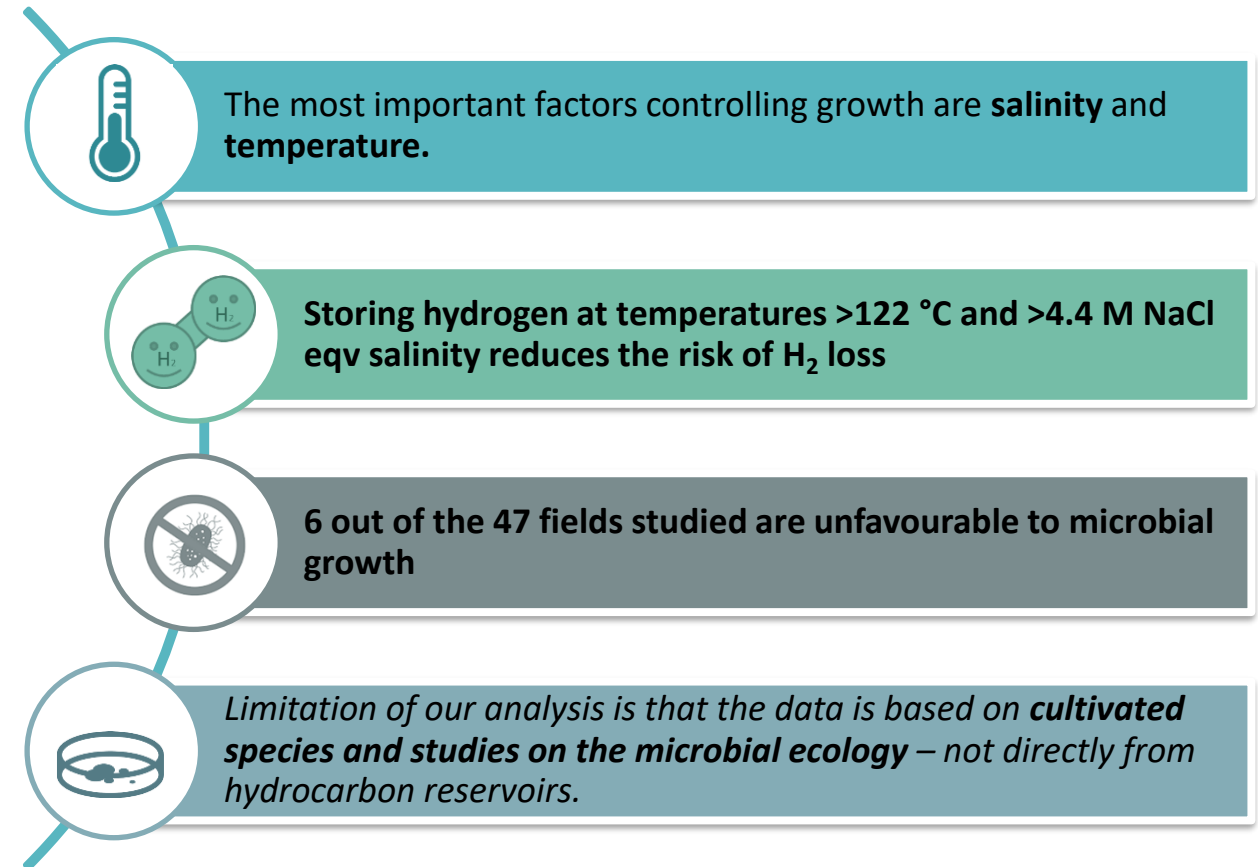 The most important factors controlling growth are salinity and
temperature.
H₂
H₂
Storing hydrogen at temperatures >122 °C and >4.4 M NaCl
eqv salinity reduces the risk of H₂ loss
6 out of the 47 fields studied are unfavourable to microbial
growth
Limitation of our analysis is that the data is based on cultivated
species and studies on the microbial ecology – not directly from
hydrocarbon reservoirs.